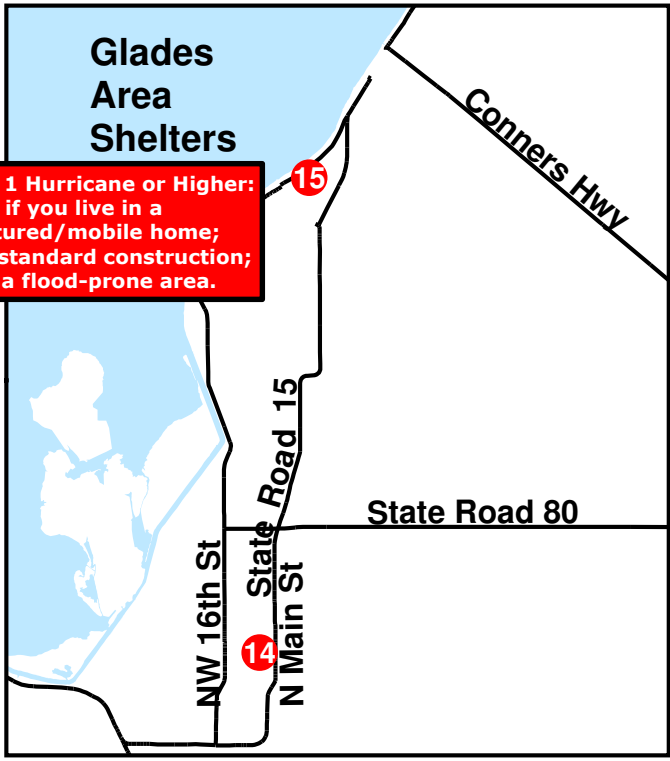 Glades
Area
Shelters
1 Hurricane or Higher:
if you live in a
tured/mobile home;
standard construction;
a flood-prone area.
15
Conners Hwy
State Road 15
State Road 80
NW 16th St
N Main St
14